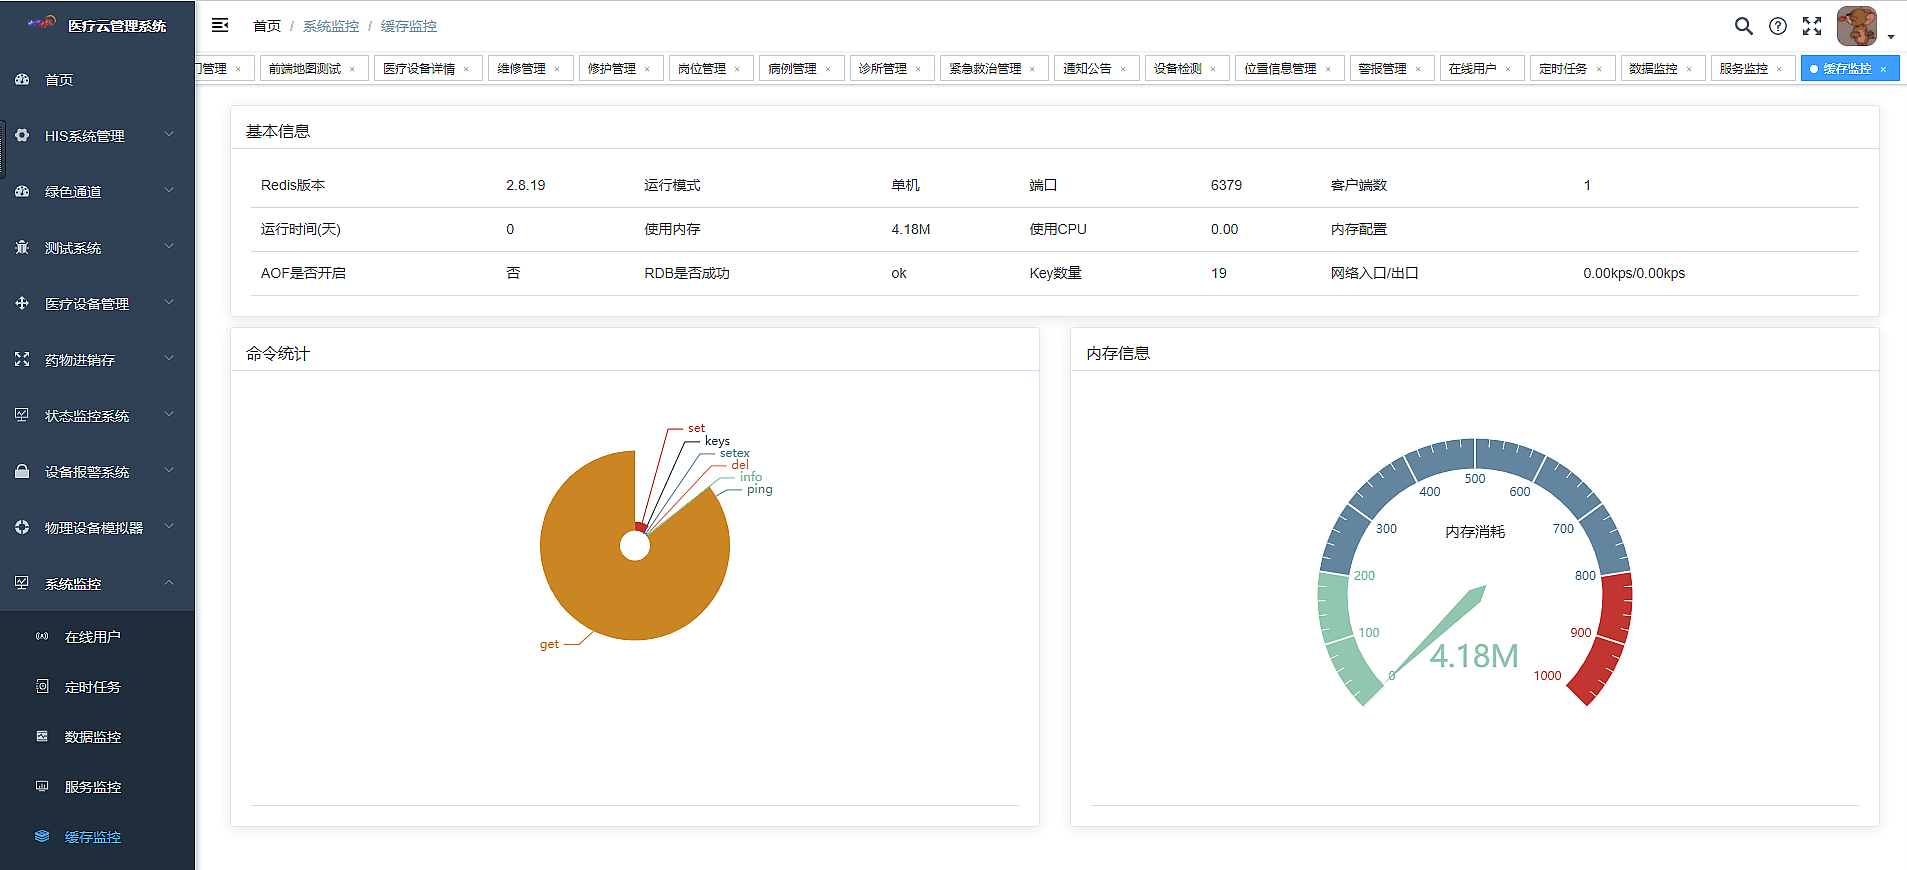 医疗云管理系统
首页 / 系统监控 / 缓存监控
门管理 ×
前端地图测试 ×
医疗设备详情 ×
维修管理 ×
修护管理 ×
岗位管理 ×
病例管理 ×
诊所管理 ×
紧急救治管理 ×
通知公告 ×
设备检测 ×
位置信息管理 ×
警报管理 ×
在线用户 ×
定时任务 ×
数据监控 ×
服务监控 ×
缓存监控 ×
首页
HIS系统管理
绿色通道
测试系统
医疗设备管理
药物进销存
状态监控系统
设备报警系统
物理设备模拟器
系统监控
在线用户
定时任务
数据监控
服务监控
缓存监控
基本信息
Redis版本 2.8.19 运行模式 单机 端口 6379 客户端数 1
运行时间(天) 0 使用内存 4.18M 使用CPU 0.00 内存配置
AOF是否开启 否 RDB是否成功 ok Key数量 19 网络入口/出口 0.00kps/0.00kps
命令统计
set
keys
setex
del
info
ping
get
内存信息
0
100
200
300
400
500
600
700
800
900
1000
内存消耗
4.18M